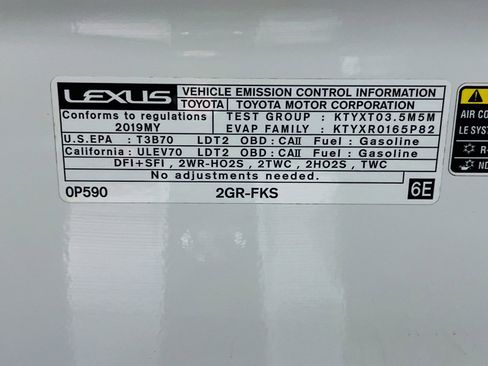 LEXUS
VEHICLE EMISSION CONTROL INFORMATION
TOYOTA
TOYOTA MOTOR CORPORATION
Conforms to regulations
2019MY
TEST GROUP : KTYXT03.5M5M
EVAP FAMILY : KTYXR0165P82
U.S.EPA : T3B70 LDT2 OBD : CAII Fuel : Gasoline
California : ULEV70 LDT2 OBD : CAII Fuel : Gasoline
DFI+SFI , 2WR-HO2S , 2TWC , 2HO2S , TWC
No adjustments needed.
0P590 2GR-FKS 6E
AIR CO
LE SYSTÈ
R-
ND